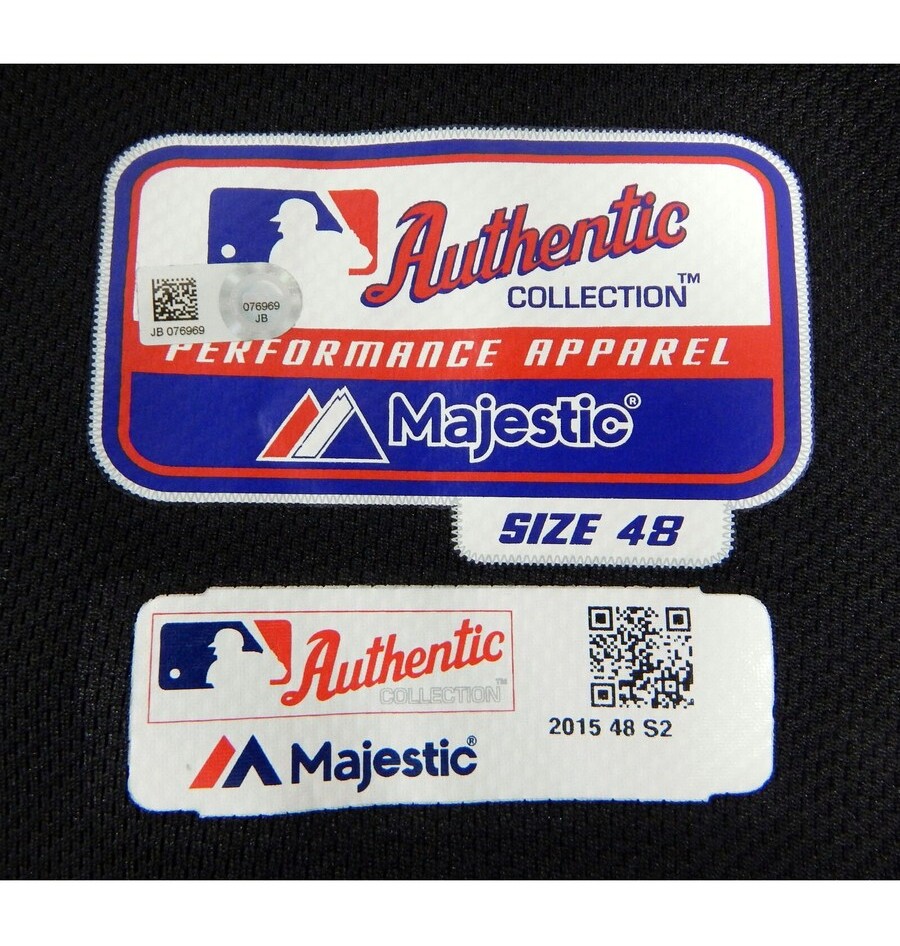 Authentic
COLLECTION™
JB 076969
076969
JB
PERFORMANCE APPAREL
Majestic®
SIZE 48
Authentic
COLLECTION™
Majestic®
2015 48 S2